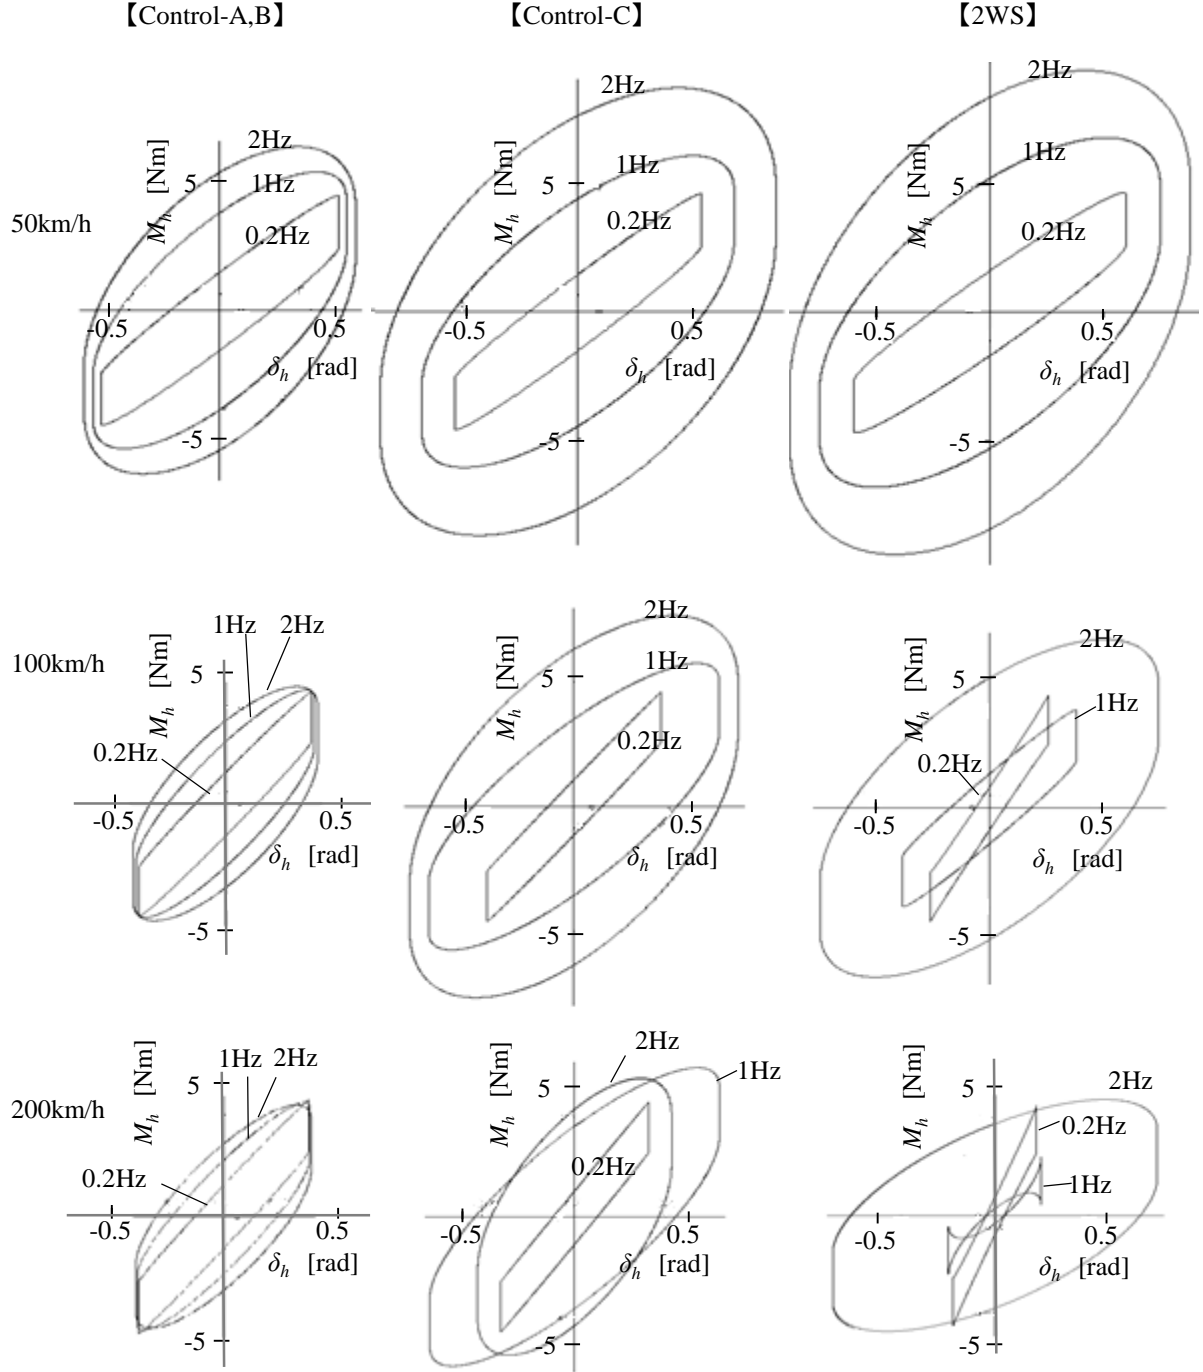 【Control-A,B】
【Control-C】
【2WS】
50km/h
M_h [Nm]
5
2Hz
1Hz
0.2Hz
-0.5
0.5
δ_h [rad]
-5
M_h [Nm]
5
2Hz
1Hz
0.2Hz
-0.5
0.5
δ_h [rad]
-5
M_h [Nm]
5
2Hz
1Hz
0.2Hz
-0.5
0.5
δ_h [rad]
-5
100km/h
M_h [Nm]
5
1Hz
2Hz
0.2Hz
-0.5
0.5
δ_h [rad]
-5
M_h [Nm]
5
2Hz
1Hz
0.2Hz
-0.5
0.5
δ_h [rad]
-5
M_h [Nm]
5
2Hz
1Hz
0.2Hz
-0.5
0.5
δ_h [rad]
-5
200km/h
M_h [Nm]
5
1Hz
2Hz
0.2Hz
-0.5
0.5
δ_h [rad]
-5
M_h [Nm]
5
2Hz
1Hz
0.2Hz
-0.5
0.5
δ_h [rad]
-5
M_h [Nm]
5
2Hz
0.2Hz
1Hz
-0.5
0.5
δ_h [rad]
-5